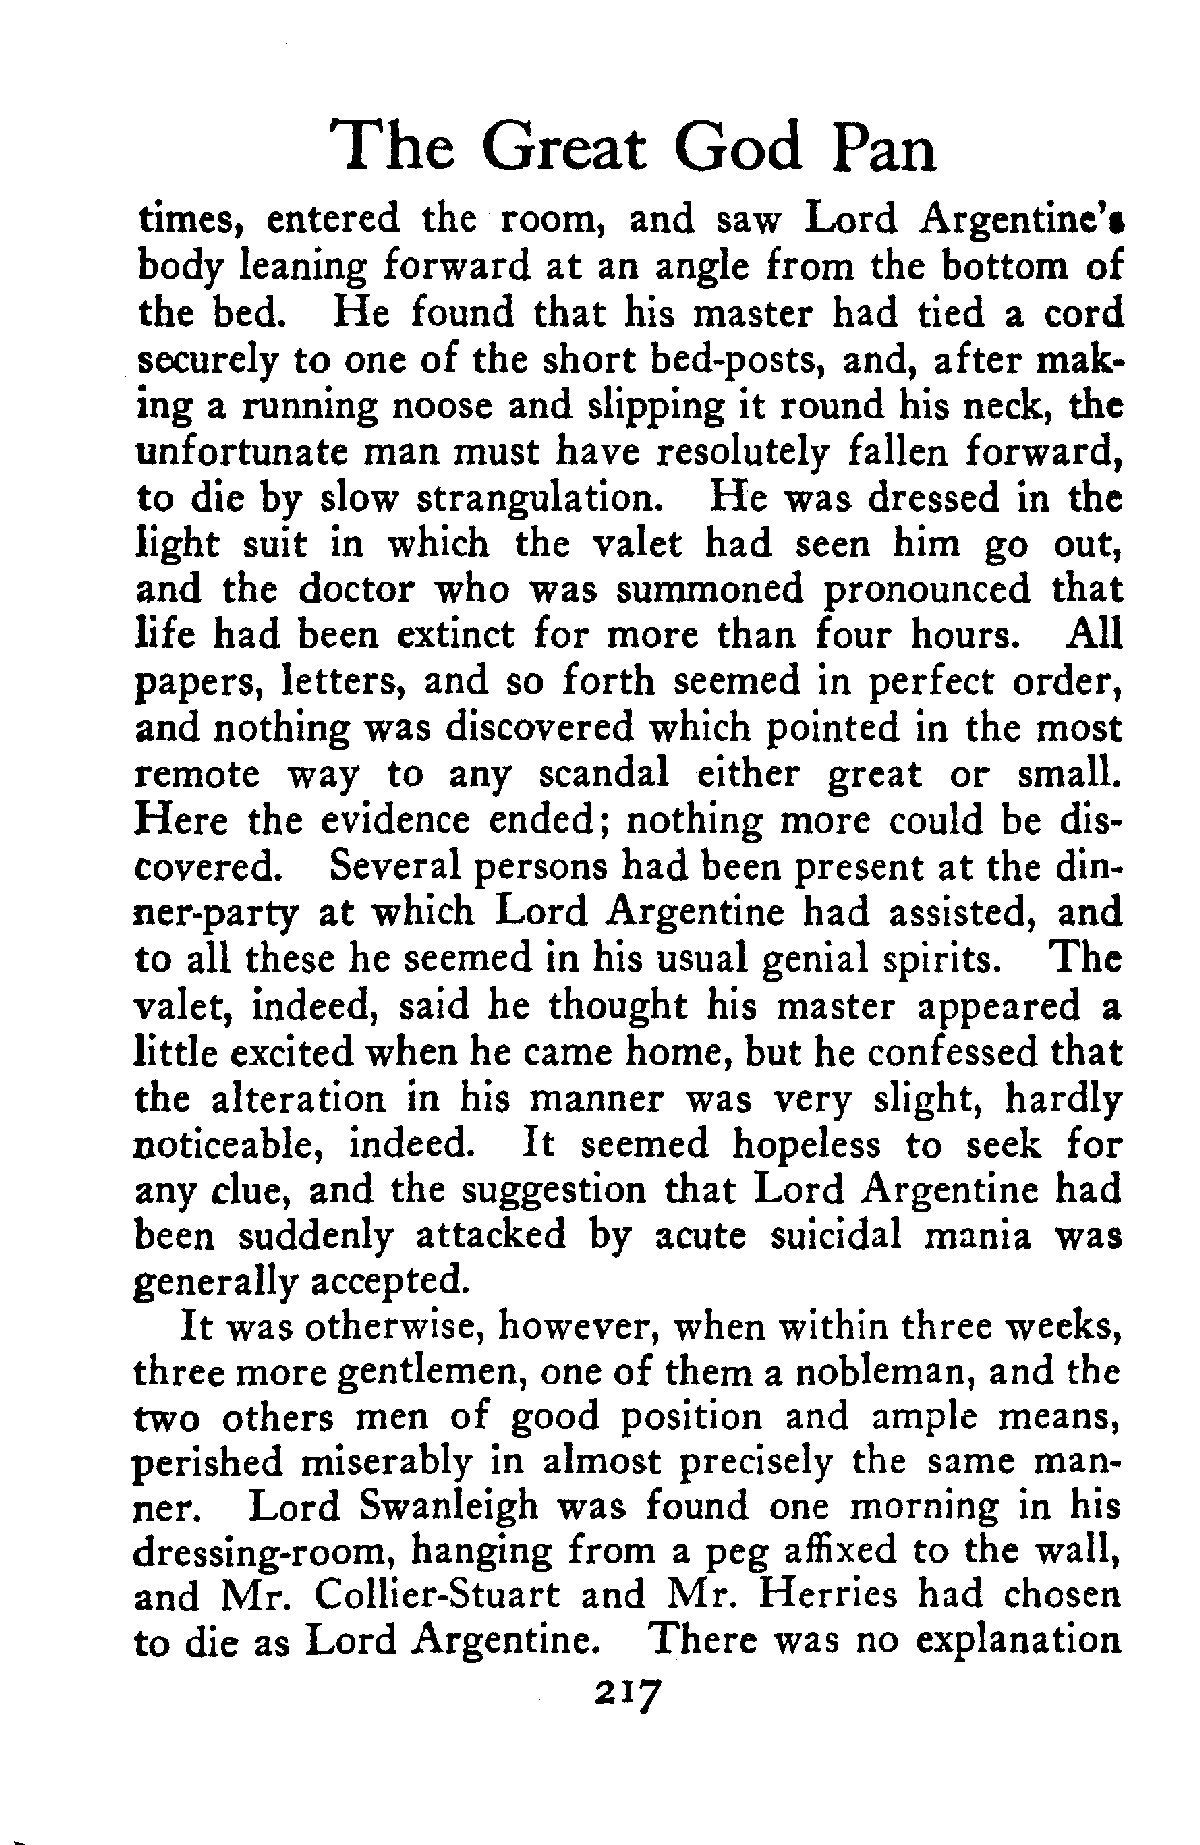 The Great God Pan
times, entered the room, and saw Lord Argentine's
body leaning forward at an angle from the bottom of
the bed. He found that his master had tied a cord
securely to one of the short bed-posts, and, after mak-
ing a running noose and slipping it round his neck, the
unfortunate man must have resolutely fallen forward,
to die by slow strangulation. He was dressed in the
light suit in which the valet had seen him go out,
and the doctor who was summoned pronounced that
life had been extinct for more than four hours. All
papers, letters, and so forth seemed in perfect order,
and nothing was discovered which pointed in the most
remote way to any scandal either great or small.
Here the evidence ended; nothing more could be dis-
covered. Several persons had been present at the din-
ner-party at which Lord Argentine had assisted, and
to all these he seemed in his usual genial spirits. The
valet, indeed, said he thought his master appeared a
little excited when he came home, but he confessed that
the alteration in his manner was very slight, hardly
noticeable, indeed. It seemed hopeless to seek for
any clue, and the suggestion that Lord Argentine had
been suddenly attacked by acute suicidal mania was
generally accepted.
It was otherwise, however, when within three weeks,
three more gentlemen, one of them a nobleman, and the
two others men of good position and ample means,
perished miserably in almost precisely the same man-
ner. Lord Swanleigh was found one morning in his
dressing-room, hanging from a peg affixed to the wall,
and Mr. Collier-Stuart and Mr. Herries had chosen
to die as Lord Argentine. There was no explanation
217